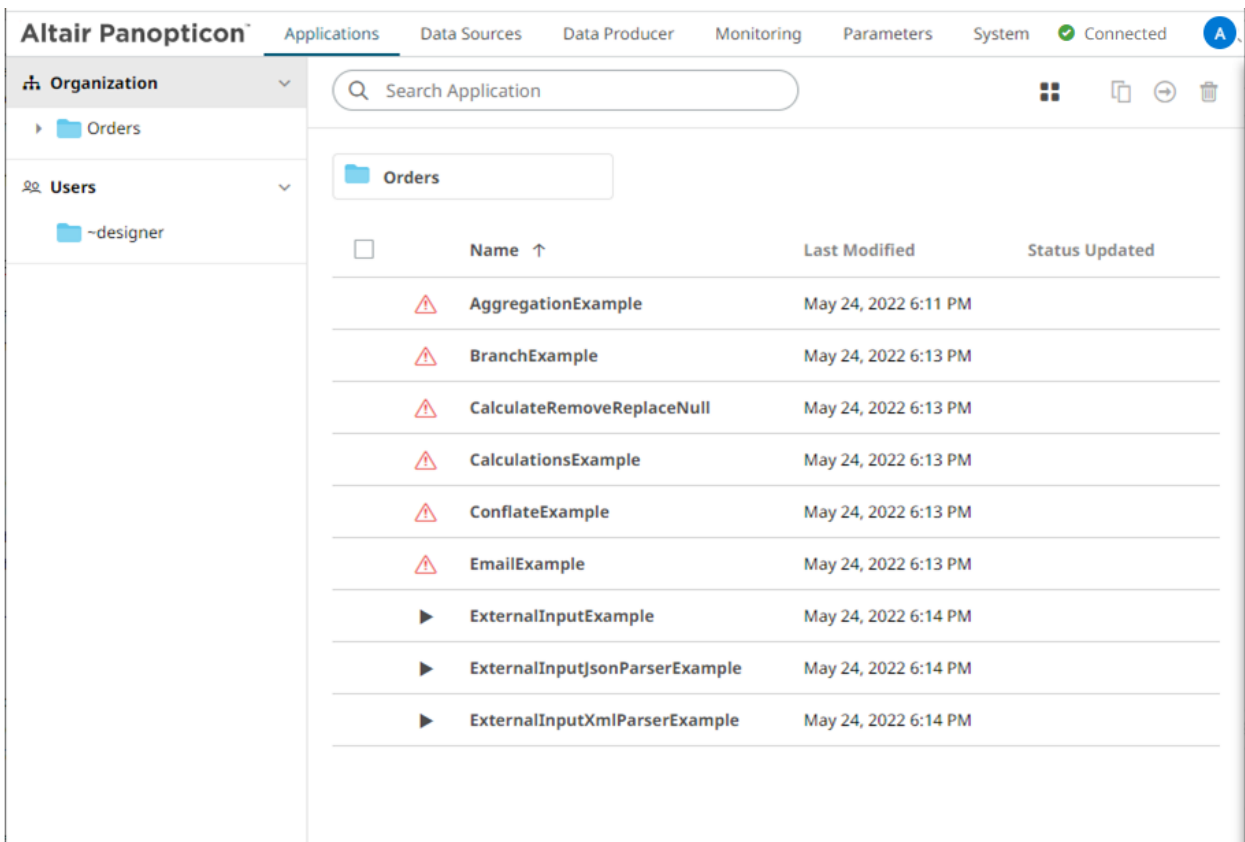 Altair Panopticon™ Applications Data Sources Data Producer Monitoring Parameters System Connected A
Organization
Search Application
Orders
Users
~designer
Orders
Name ↑ Last Modified Status Updated
AggregationExample May 24, 2022 6:11 PM
BranchExample May 24, 2022 6:13 PM
CalculateRemoveReplaceNull May 24, 2022 6:13 PM
CalculationsExample May 24, 2022 6:13 PM
ConflateExample May 24, 2022 6:13 PM
EmailExample May 24, 2022 6:13 PM
ExternalInputExample May 24, 2022 6:14 PM
ExternalInputJsonParserExample May 24, 2022 6:14 PM
ExternalInputXmlParserExample May 24, 2022 6:14 PM